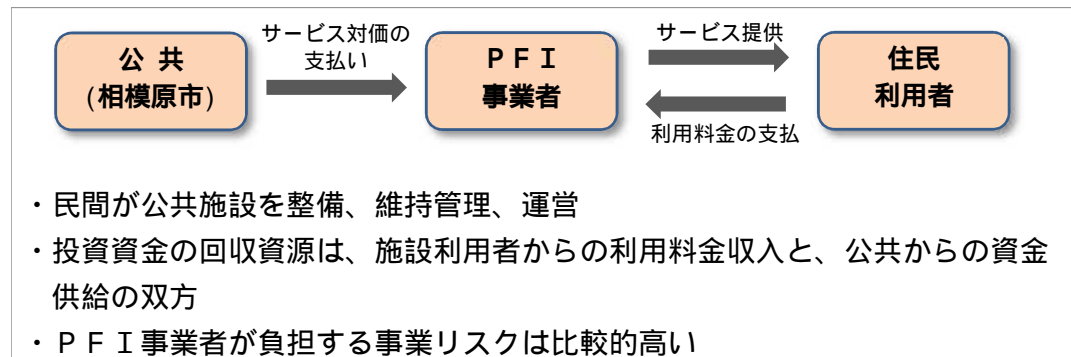 公 共
(相模原市)
サービス対価の
支払い
ＰＦＩ
事業者
サービス提供
利用料金の支払
住民
利用者
・民間が公共施設を整備、維持管理、運営
・投資資金の回収資源は、施設利用者からの利用料金収入と、公共からの資金
供給の双方
・ＰＦＩ事業者が負担する事業リスクは比較的高い